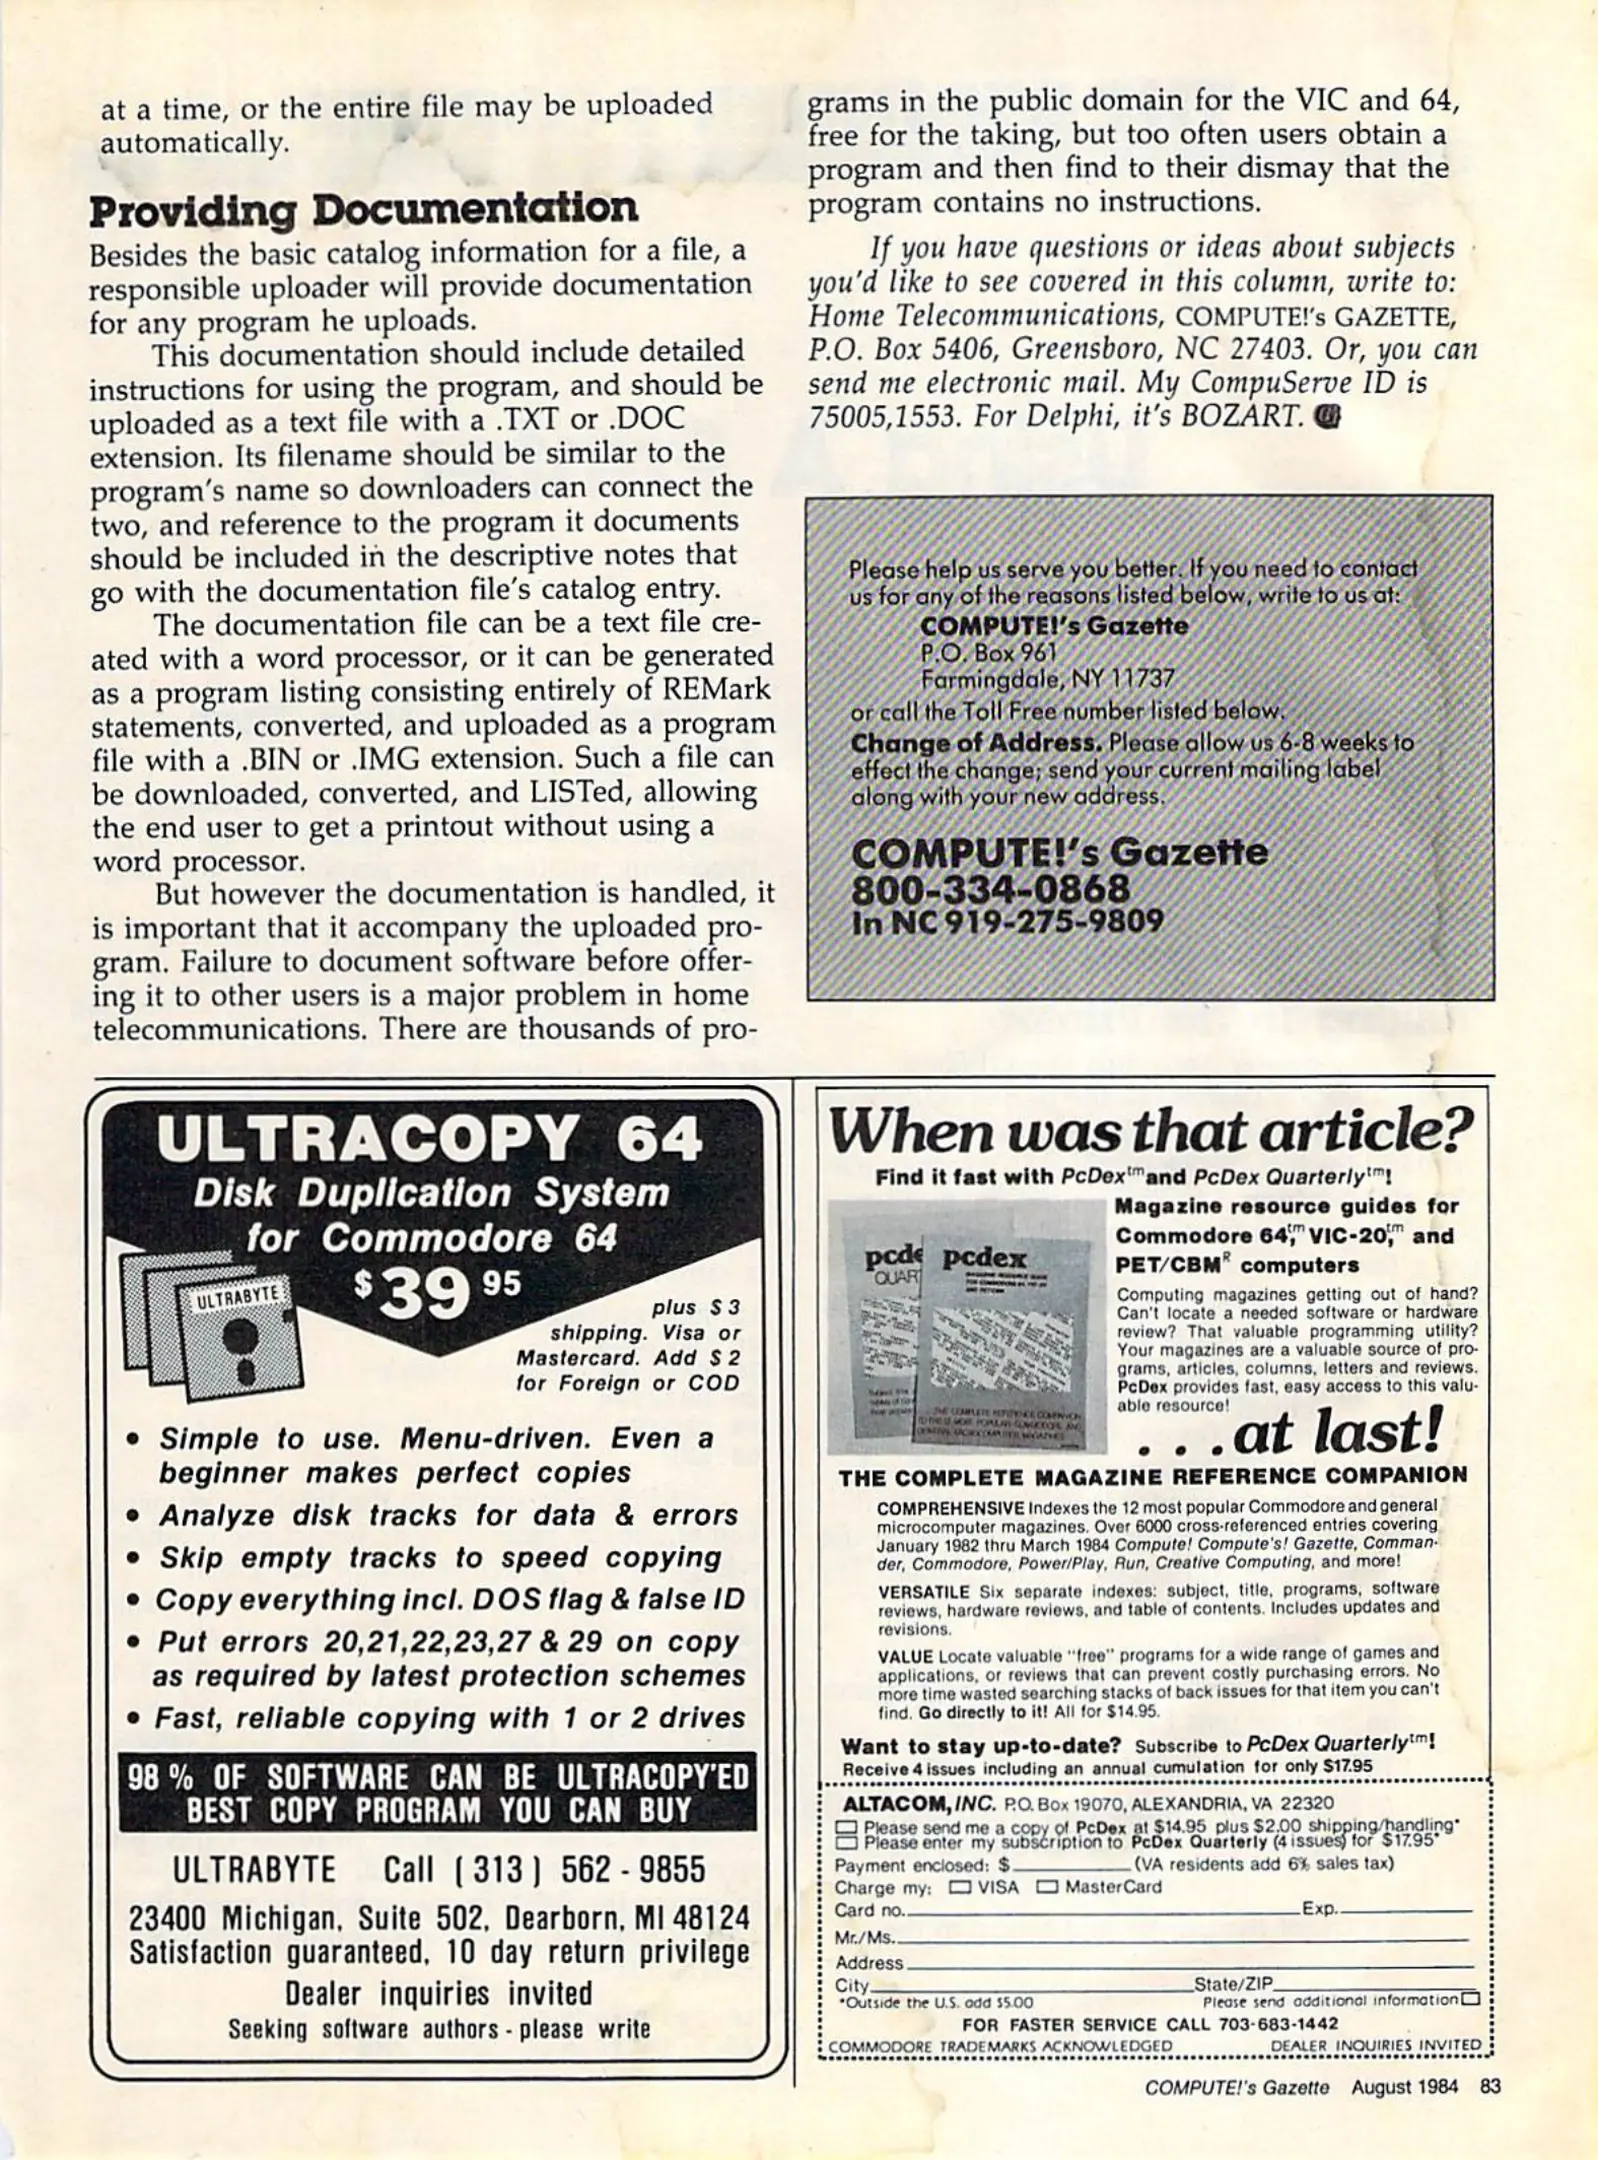 at a time, or the entire file may be uploaded
automatically.
Providing Documentation
Besides the basic catalog information for a file, a
responsible uploader will provide documentation
for any program he uploads.
This documentation should include detailed
instructions for using the program, and should be
uploaded as a text file with a .TXT or .DOC
extension. Its filename should be similar to the
program's name so downloaders can connect the
two, and reference to the program it documents
should be included in the descriptive notes that
go with the documentation file's catalog entry.
The documentation file can be a text file cre-
ated with a word processor, or it can be generated
as a program listing consisting entirely of REMark
statements, converted, and uploaded as a program
file with a .BIN or .IMG extension. Such a file can
be downloaded, converted, and LISTed, allowing
the end user to get a printout without using a
word processor.
But however the documentation is handled, it
is important that it accompany the uploaded pro-
gram. Failure to document software before offer-
ing it to other users is a major problem in home
telecommunications. There are thousands of pro-
grams in the public domain for the VIC and 64,
free for the taking, but too often users obtain a
program and then find to their dismay that the
program contains no instructions.
If you have questions or ideas about subjects
you'd like to see covered in this column, write to:
Home Telecommunications, COMPUTE!'s GAZETTE,
P.O. Box 5406, Greensboro, NC 27403. Or, you can
send me electronic mail. My CompuServe ID is
75005,1553. For Delphi, it's BOZART.
Please help us serve you better. If you need to contact
us for any of the reasons listed below, write to us at:
COMPUTE!'s Gazette
P.O. Box 961
Farmingdale, NY 11737
or call the Toll Free number listed below.
Change of Address. Please allow us 6-8 weeks to
effect the change; send your current mailing label
along with your new address.
COMPUTE!'s Gazette
800-334-0868
In NC 919-275-9809
ULTRACOPY 64
Disk Duplication System
for Commodore 64
$39 95
ULTRABYTE
plus $3
shipping. Visa or
Mastercard. Add $2
for Foreign or COD
• Simple to use. Menu-driven. Even a
beginner makes perfect copies
• Analyze disk tracks for data & errors
• Skip empty tracks to speed copying
• Copy everything incl. DOS flag & false ID
• Put errors 20,21,22,23,27 & 29 on copy
as required by latest protection schemes
• Fast, reliable copying with 1 or 2 drives
98 % OF SOFTWARE CAN BE ULTRACOPY'ED
BEST COPY PROGRAM YOU CAN BUY
ULTRABYTE Call (313) 562-9855
23400 Michigan, Suite 502, Dearborn, MI 48124
Satisfaction guaranteed, 10 day return privilege
Dealer inquiries invited
Seeking software authors - please write
When was that article?
Find it fast with PcDex™and PcDex Quarterly™!
pcde
QUAR
pcdex
Magazine resource guides for
Commodore 64,™ VIC-20,™ and
PET/CBMᴿ computers
Computing magazines getting out of hand?
Can't locate a needed software or hardware
review? That valuable programming utility?
Your magazines are a valuable source of pro-
grams, articles, columns, letters and reviews.
PcDex provides fast, easy access to this valu-
able resource!
...at last!
THE COMPLETE MAGAZINE REFERENCE COMPANION
COMPREHENSIVE Indexes the 12 most popular Commodore and general
microcomputer magazines. Over 6000 cross-referenced entries covering
January 1982 thru March 1984 Compute! Compute's! Gazette, Comman-
der, Commodore, Power/Play, Run, Creative Computing, and more!
VERSATILE Six separate indexes: subject, title, programs, software
reviews, hardware reviews, and table of contents. Includes updates and
revisions.
VALUE Locate valuable "free" programs for a wide range of games and
applications, or reviews that can prevent costly purchasing errors. No
more time wasted searching stacks of back issues for that item you can't
find. Go directly to it! All for $14.95.
Want to stay up-to-date? Subscribe to PcDex Quarterly™!
Receive 4 issues including an annual cumulation for only $17.95
ALTACOM, INC. P.O. Box 19070, ALEXANDRIA, VA 22320
Please send me a copy of PcDex at $14.95 plus $2.00 shipping/handling*
Please enter my subscription to PcDex Quarterly (4 issues) for $17.95*
Payment enclosed: $ (VA residents add 6% sales tax)
Charge my: VISA MasterCard
Card no. Exp.
Mr./Ms.
Address
City State/ZIP
*Outside the U.S. add $5.00 Please send additional information
FOR FASTER SERVICE CALL 703-683-1442
COMMODORE TRADEMARKS ACKNOWLEDGED DEALER INQUIRIES INVITED
COMPUTE!'s Gazette August 1984 83